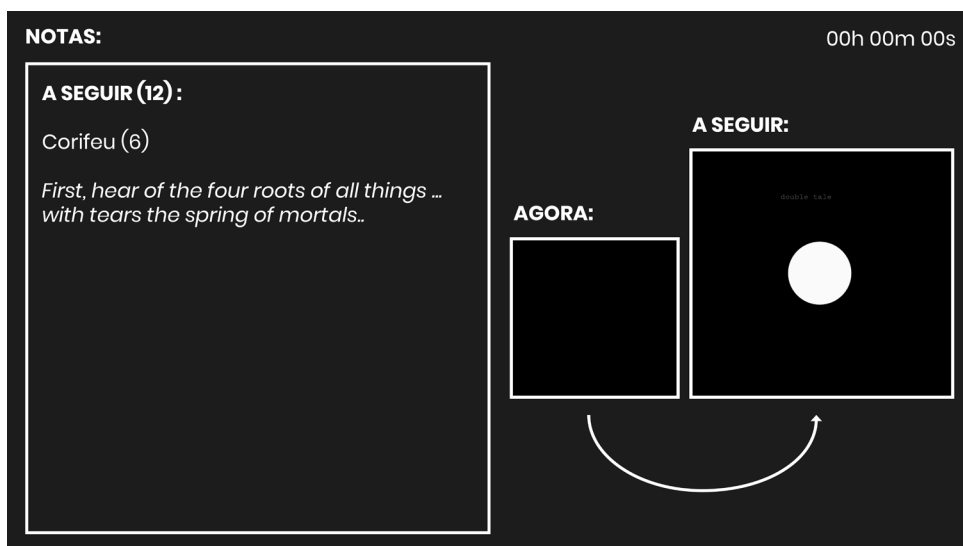 NOTAS:
00h 00m 00s
A SEGUIR (12) :
Corifeu (6)
First, hear of the four roots of all things ...
with tears the spring of mortals..
AGORA:
A SEGUIR:
double tale